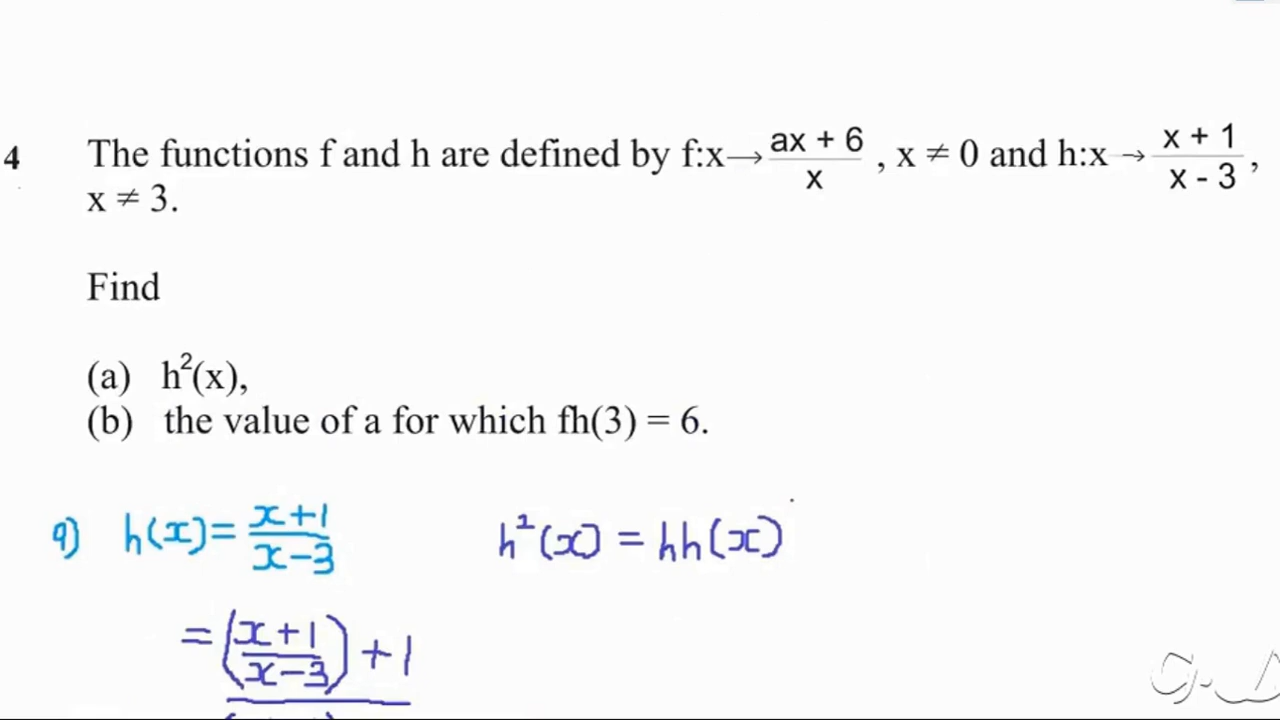 4 The functions f and h are defined by f:x→ (ax + 6)/x , x ≠ 0 and h:x → (x + 1)/(x - 3) ,
x ≠ 3.
Find
(a) h²(x),
(b) the value of a for which fh(3) = 6.
a) h(x) = (x+1)/(x-3) h²(x) = hh(x)
= ((x+1)/(x-3)) + 1
G.